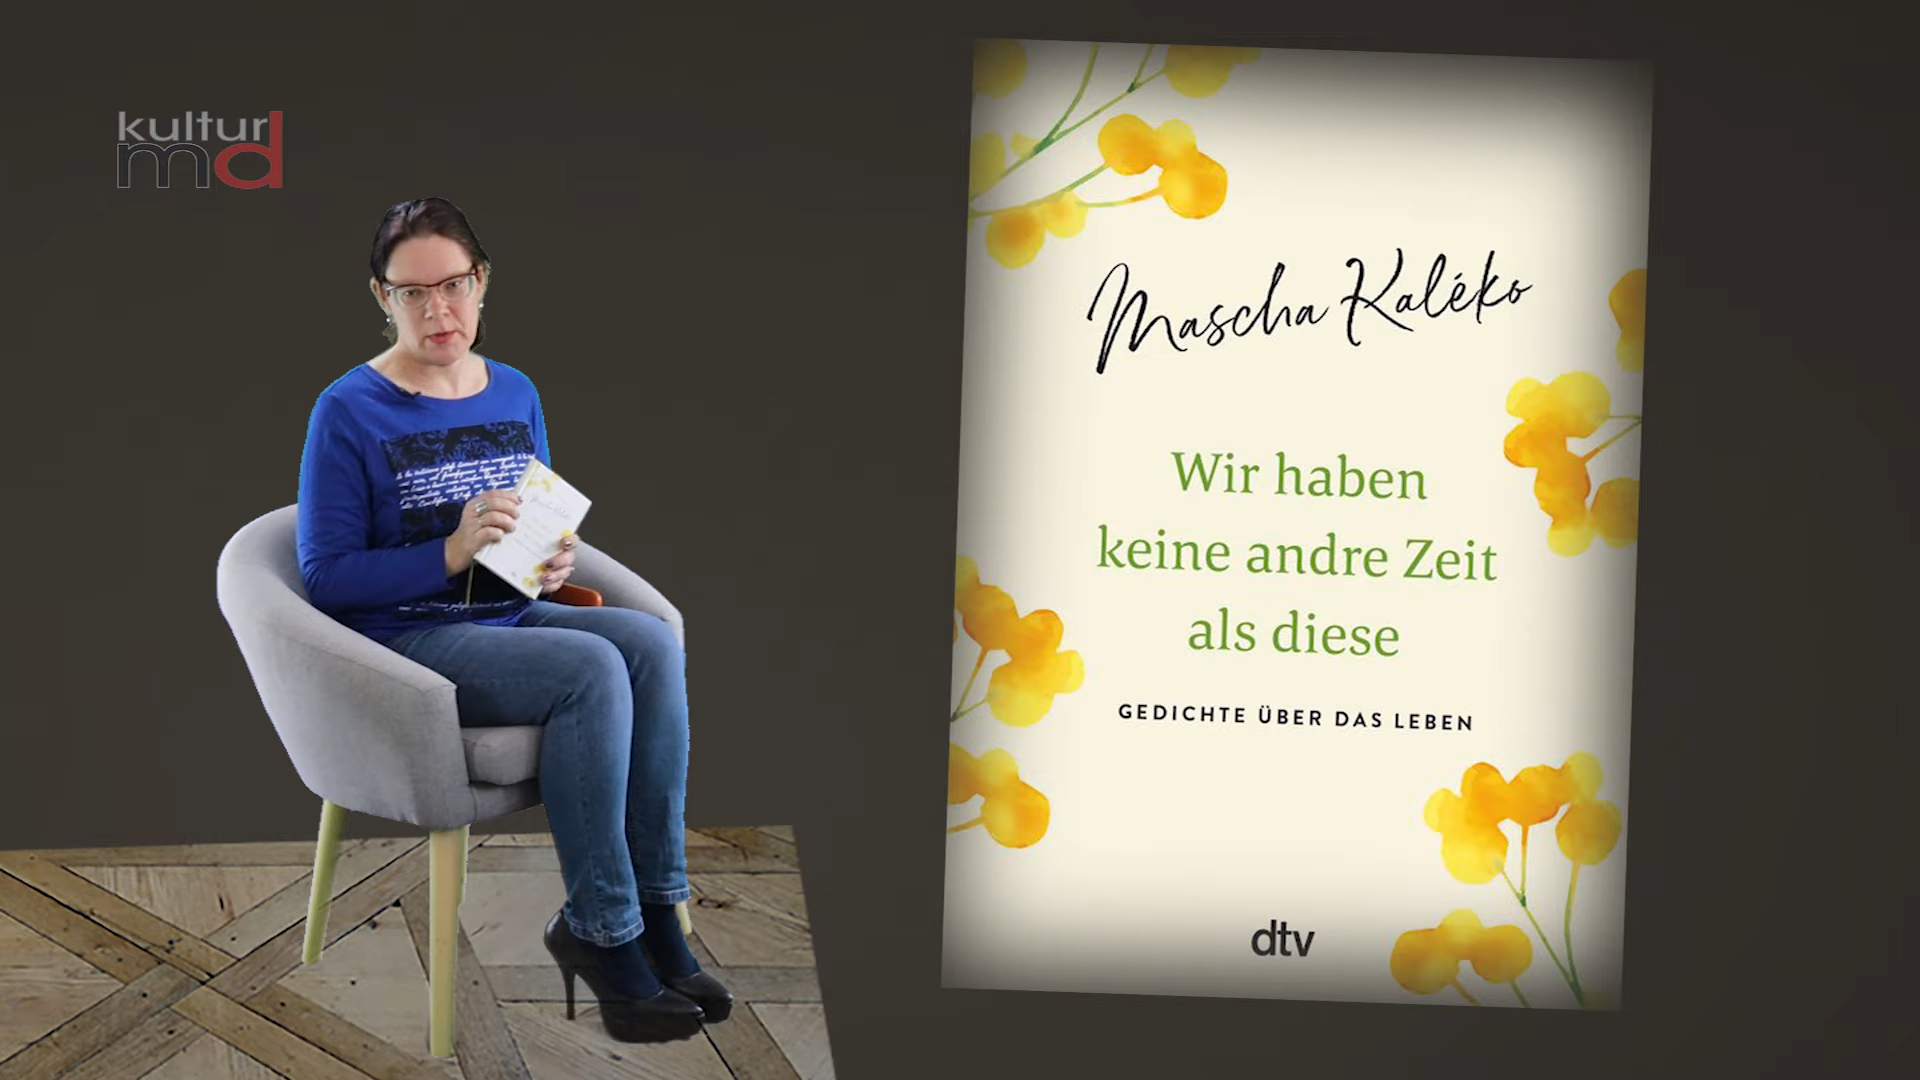 kultur
md
Mascha Kaléko
Wir haben
keine andre Zeit
als diese
GEDICHTE ÜBER DAS LEBEN
dtv